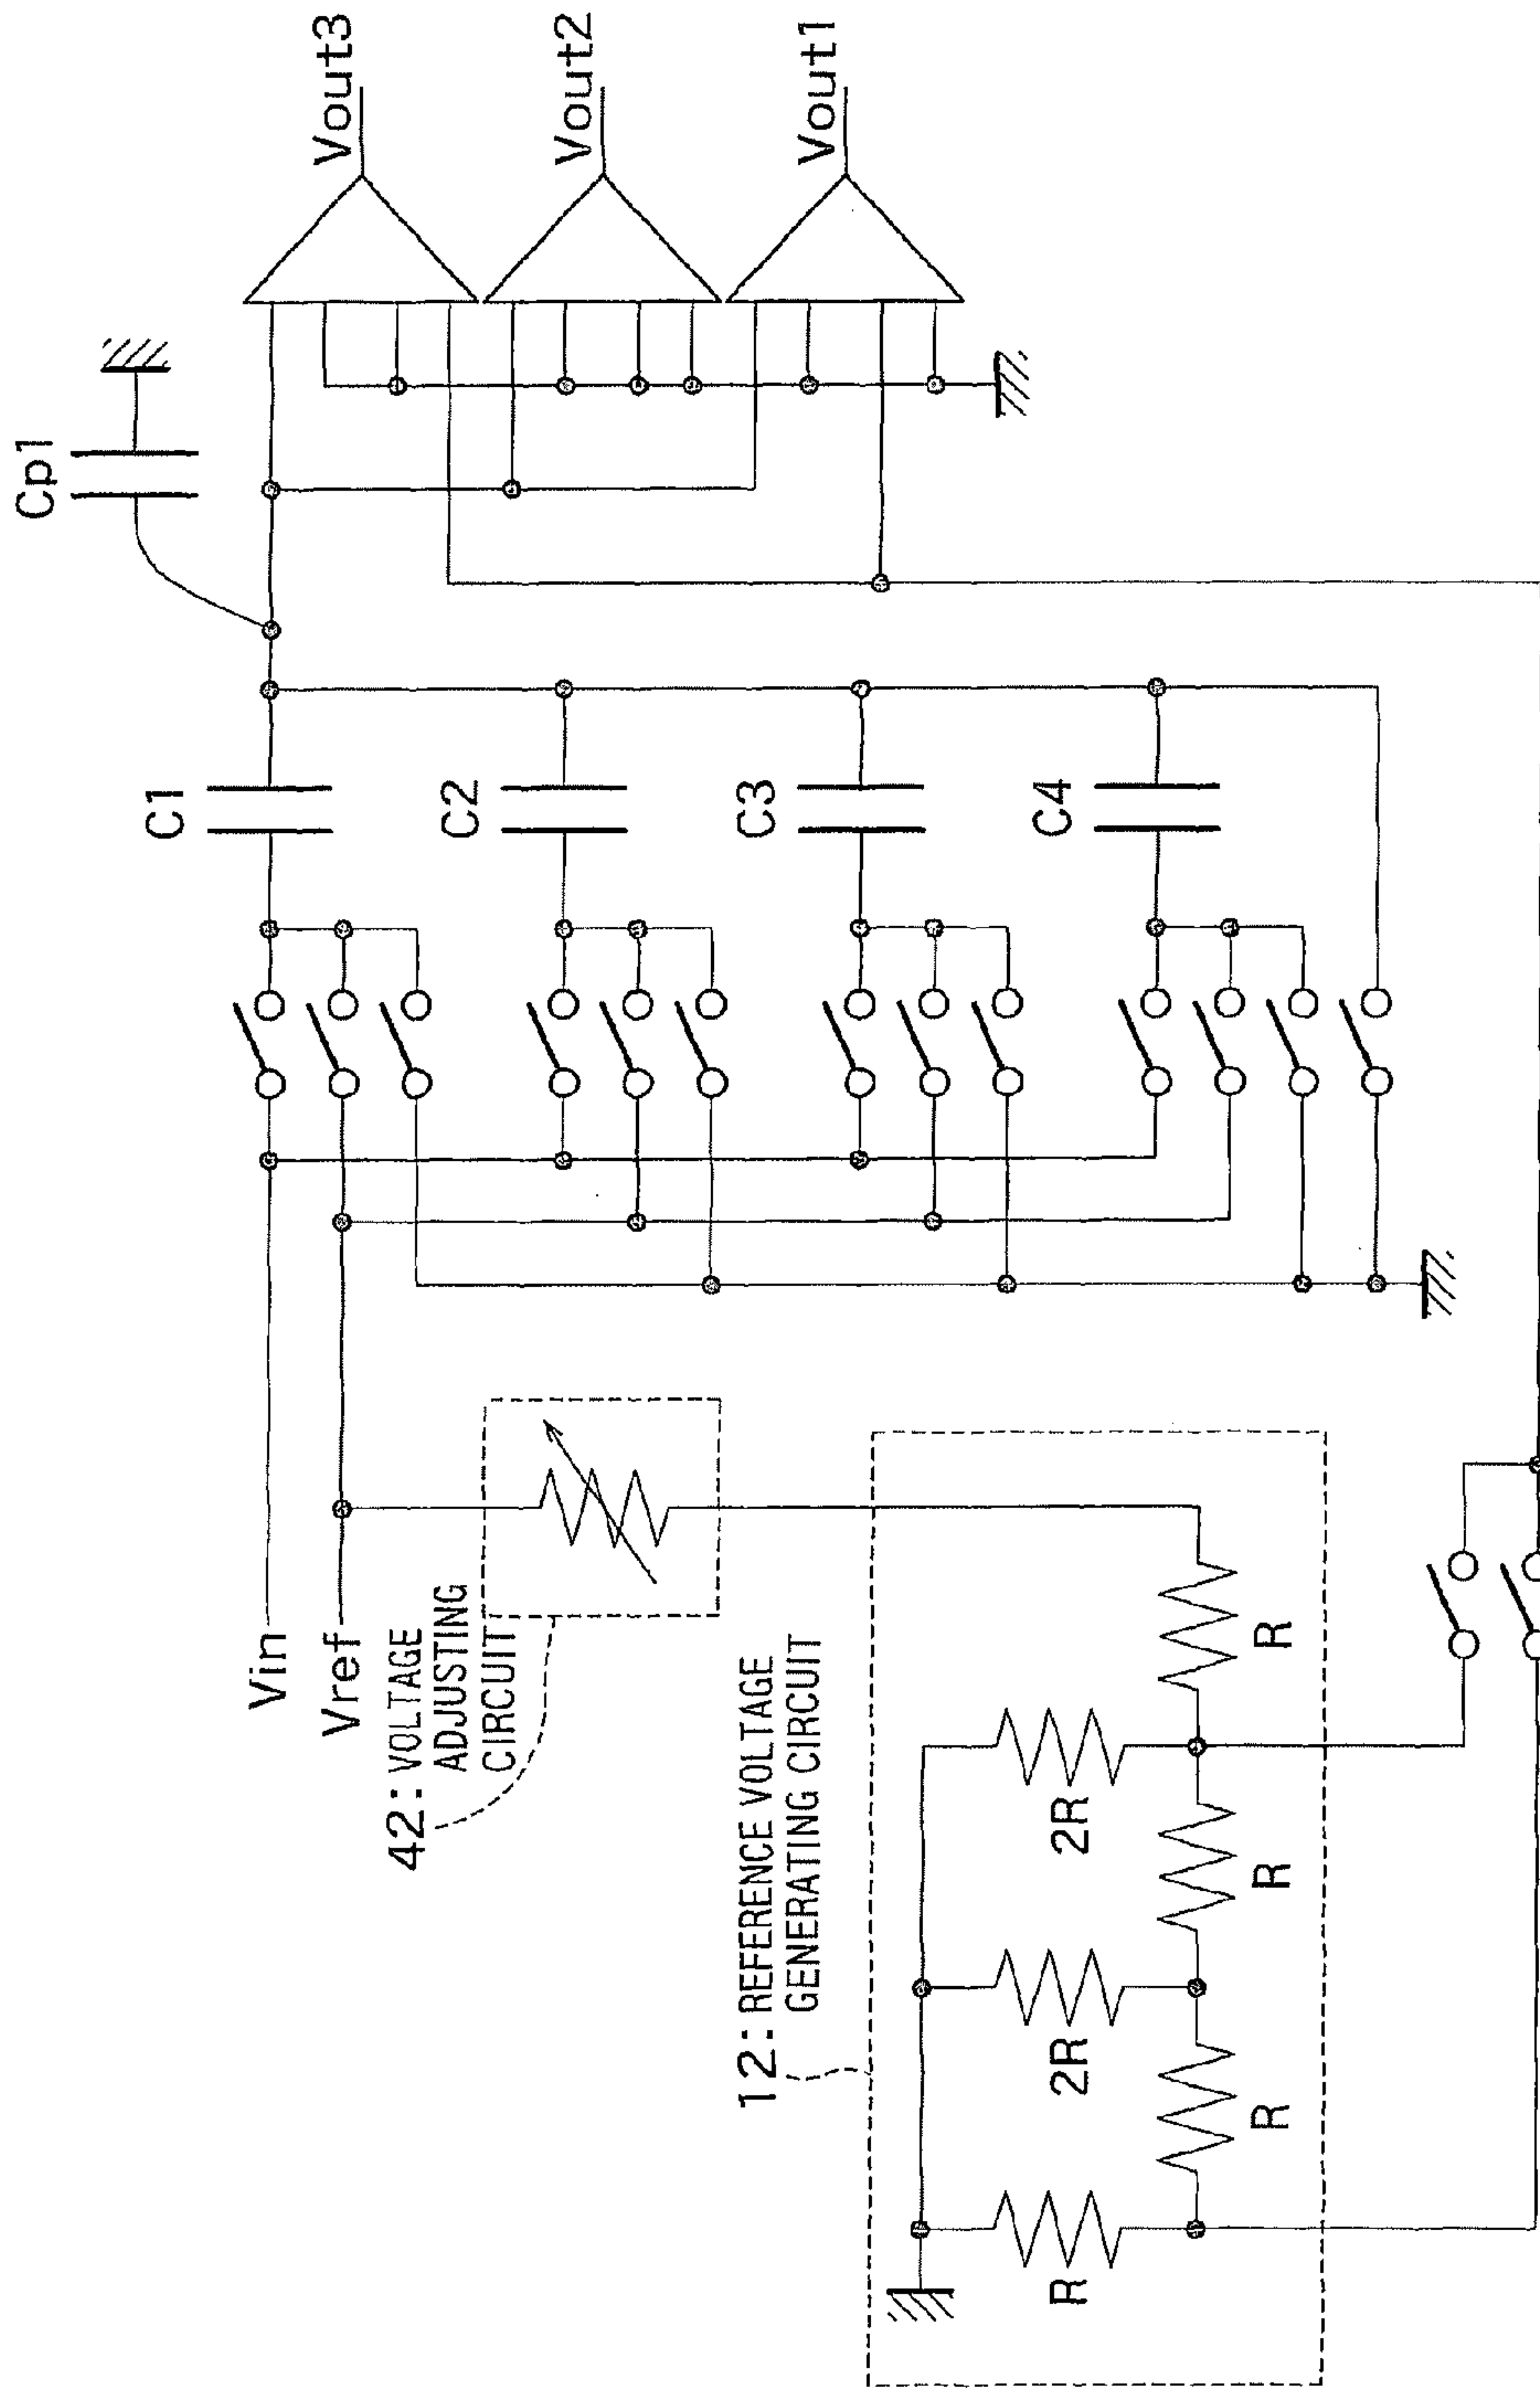 Cp1
Vout3
Vout2
Vout1
C1
C2
C3
C4
Vin
Vref
42: VOLTAGE
ADJUSTING
CIRCUIT
12: REFERENCE VOLTAGE
GENERATING CIRCUIT
R
2R
2R
R
R
R